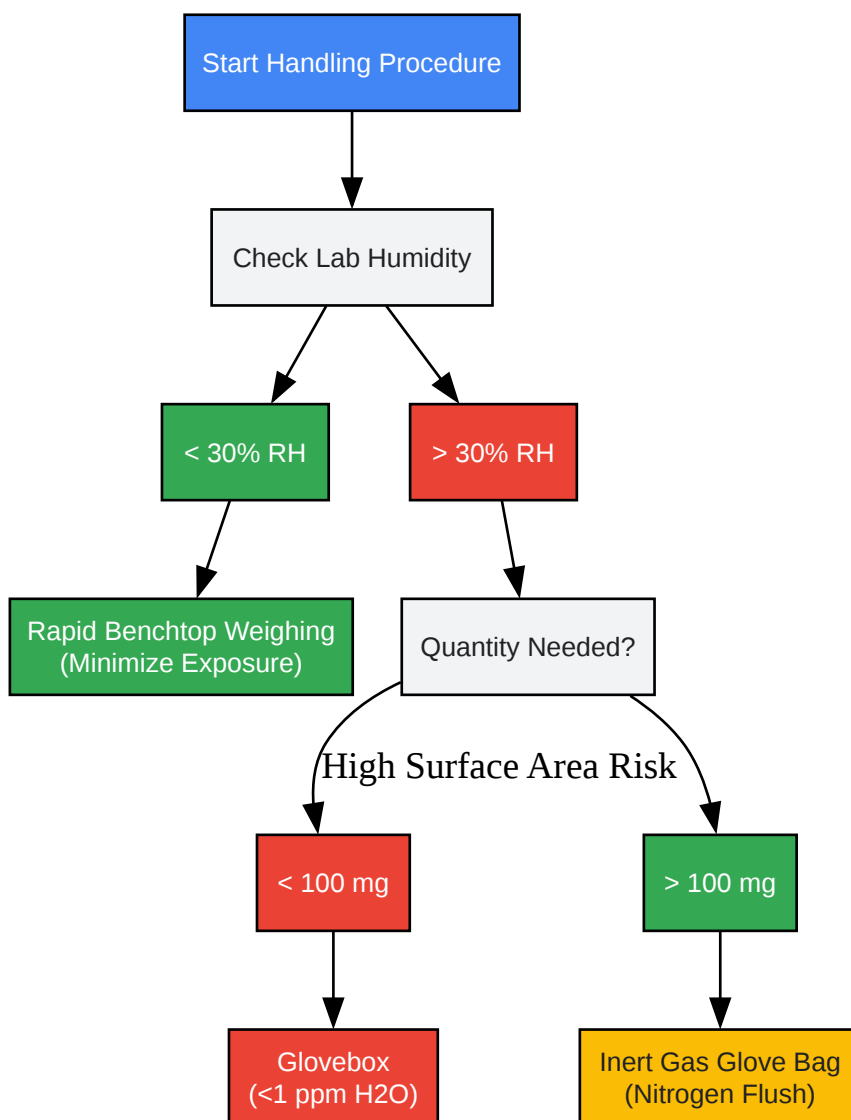 Start Handling Procedure
Check Lab Humidity
< 30% RH
> 30% RH
Rapid Benchtop Weighing
(Minimize Exposure)
Quantity Needed?
High Surface Area Risk
< 100 mg
> 100 mg
Glovebox
(<1 ppm H2O)
Inert Gas Glove Bag
(Nitrogen Flush)